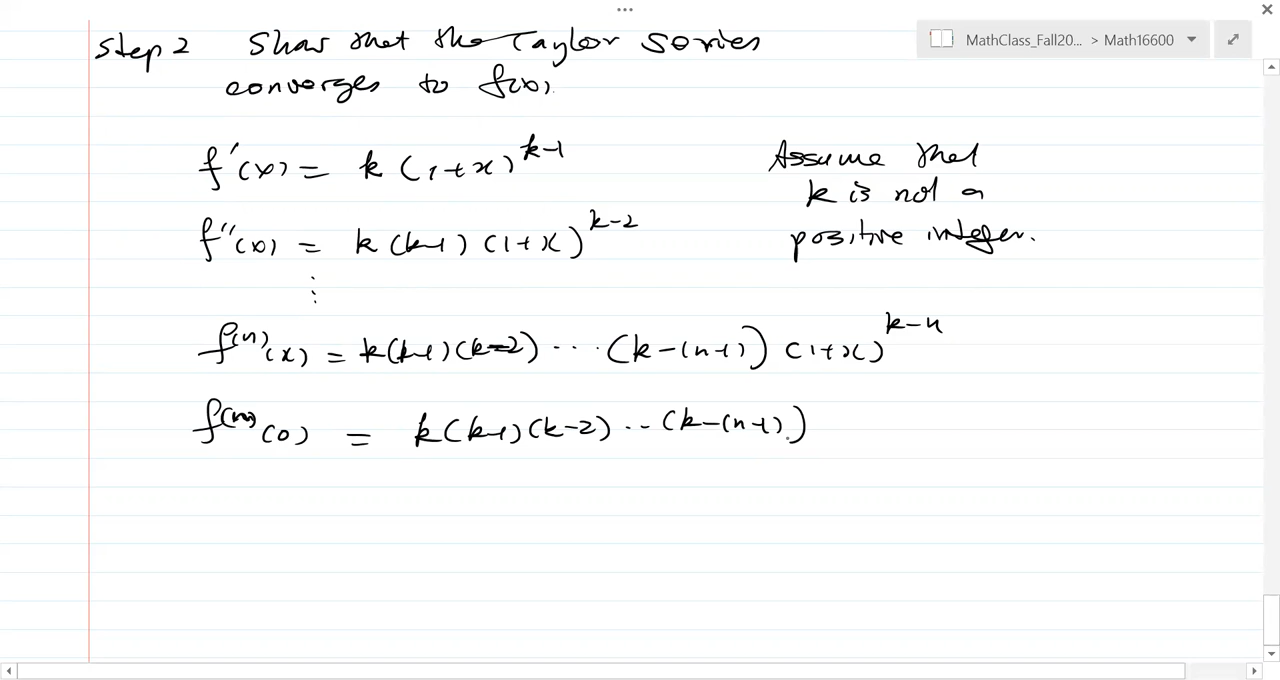 MathClass_Fall20... > Math16600
Step 2 Show that the Taylor Series
converges to f(x).
f'(x) = k (1+x)^{k-1}
Assume that
k is not a
positive integer.
f''(x) = k (k-1) (1+x)^{k-2}
⋮
f^{(n)}(x) = k(k-1)(k-2) ... (k-(n-1)) (1+x)^{k-n}
f^{(n)}(0) = k(k-1)(k-2) ... (k-(n-1))